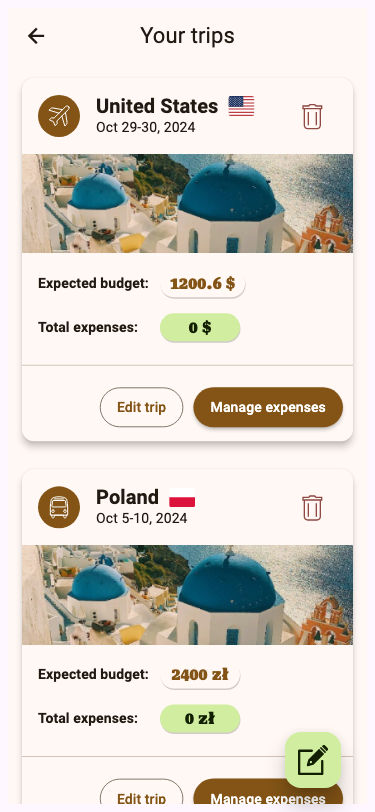 Your trips
United States
Oct 29-30, 2024
Expected budget: 1200.6 $
Total expenses: 0 $
Edit trip Manage expenses
Poland
Oct 5-10, 2024
Expected budget: 2400 zł
Total expenses: 0 zł
Edit trip Manage expenses